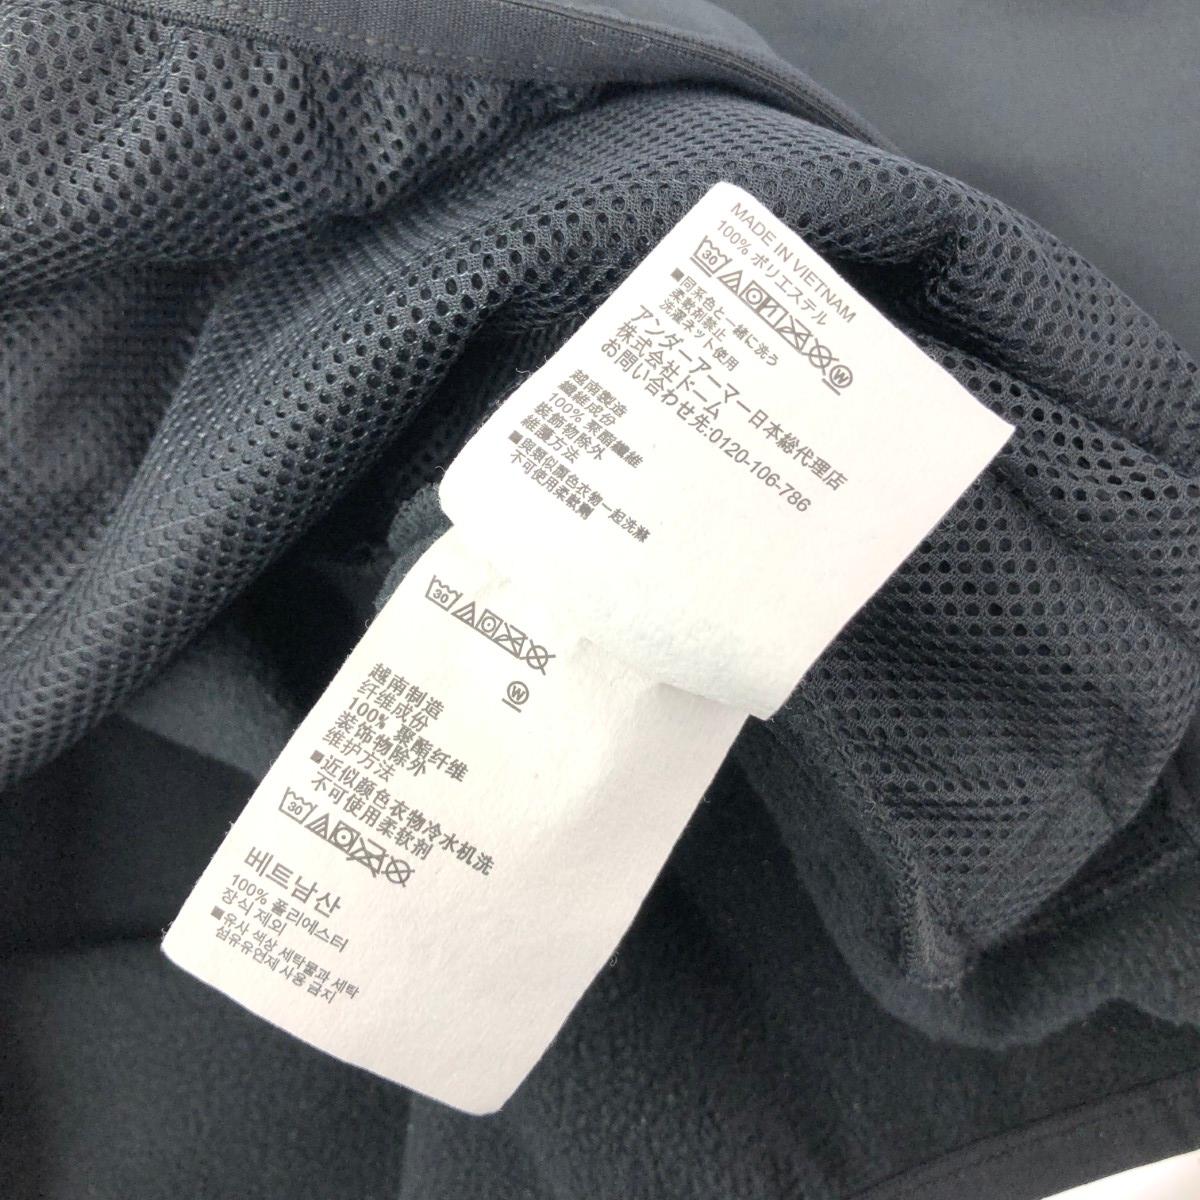 MADE IN VIETNAM
100% ポリエステル
30 W
■同系色と一緒に洗う
柔軟剤禁止
洗濯ネット使用
アンダーアーマー日本総代理店
株式会社ドーム
お問い合わせ先:0120-106-786
越南製造
纖維成份
100% 聚酯纖維
裝飾物除外
維護方法
■與類似顏色衣物一起洗滌
不可使用柔軟劑
30
W
越南制造
纤维成份
100% 聚酯纤维
装饰物除外
维护方法
■近似颜色衣物冷水机洗
不可使用柔软剂
30
베트남산
100% 폴리에스터
장식 제외
■유사 색상 세탁물과 세탁
섬유유연제 사용 금지